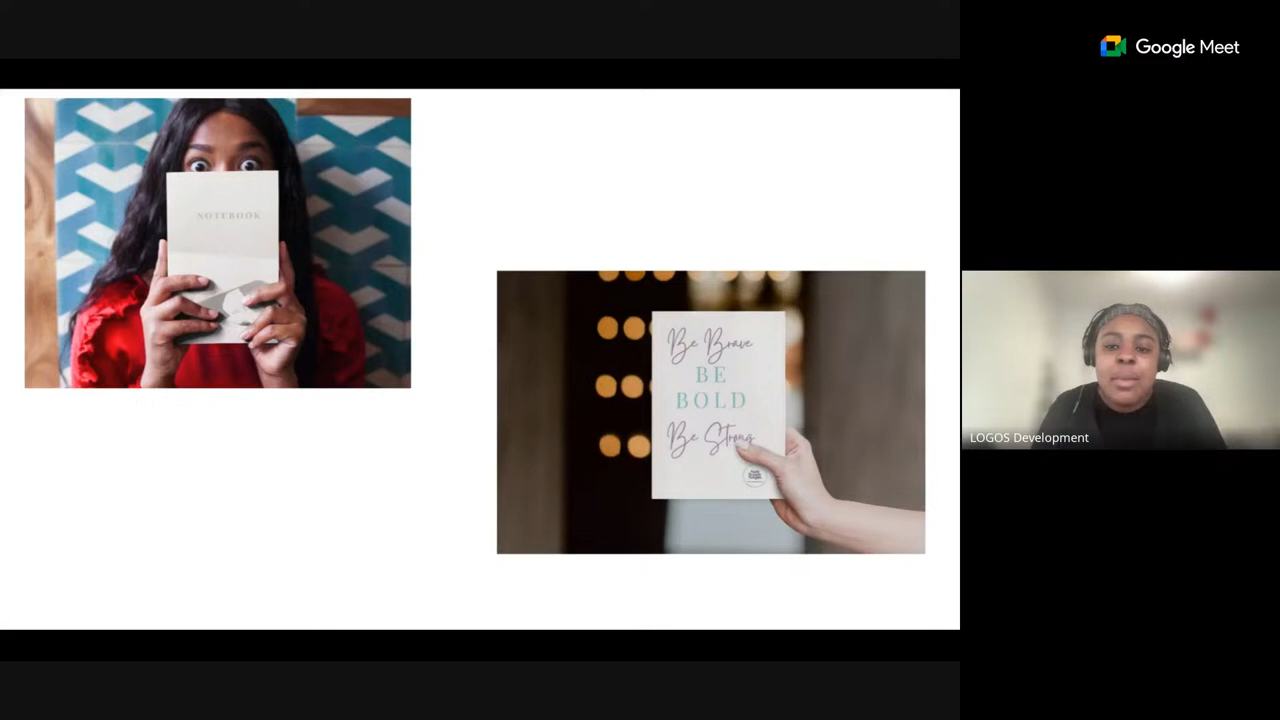 Google Meet
NOTEBOOK
Be Brave
BE
BOLD
Be Strong
LOGOS Development